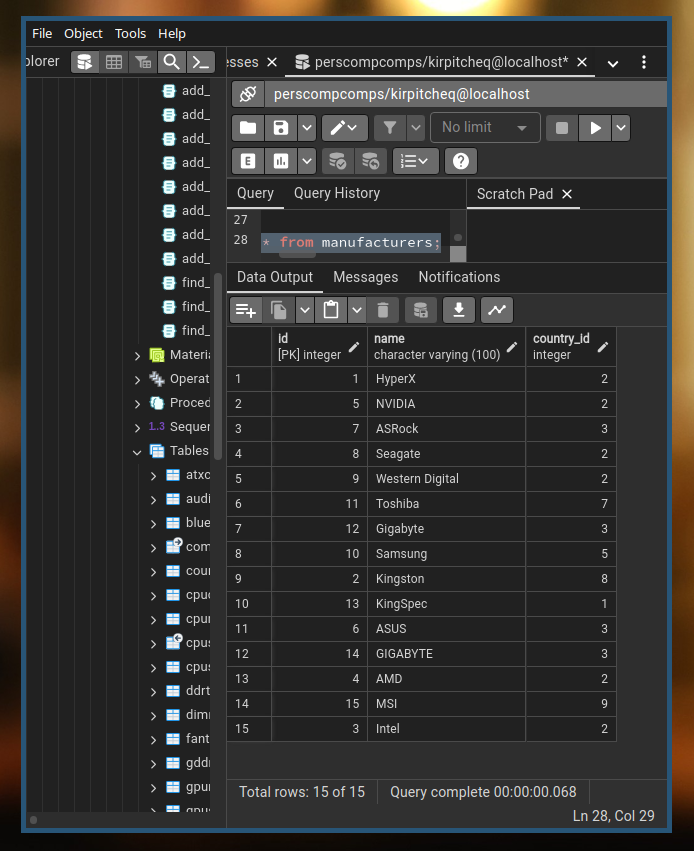 File Object Tools Help
plorer
esses
perscompcomps/kirpitcheq@localhost*
perscompcomps/kirpitcheq@localhost
No limit
E
Query Query History
Scratch Pad
27
28 * from manufacturers;
Data Output Messages Notifications
id name country_id
[PK] integer character varying (100) integer
1 1 HyperX 2
2 5 NVIDIA 2
3 7 ASRock 3
4 8 Seagate 2
5 9 Western Digital 2
6 11 Toshiba 7
7 12 Gigabyte 3
8 10 Samsung 5
9 2 Kingston 8
10 13 KingSpec 1
11 6 ASUS 3
12 14 GIGABYTE 3
13 4 AMD 2
14 15 MSI 9
15 3 Intel 2
Total rows: 15 of 15 Query complete 00:00:00.068
Ln 28, Col 29
add_
add_
add_
add_
add_
add_
add_
add_
find_
find_
find_
Materia
Operat
Proced
1..3 Sequer
Tables
atxc
audi
blue
com
cour
cpuc
cpur
cpus
cpus
ddrt
dim
fant
gddr
gpur
gpus